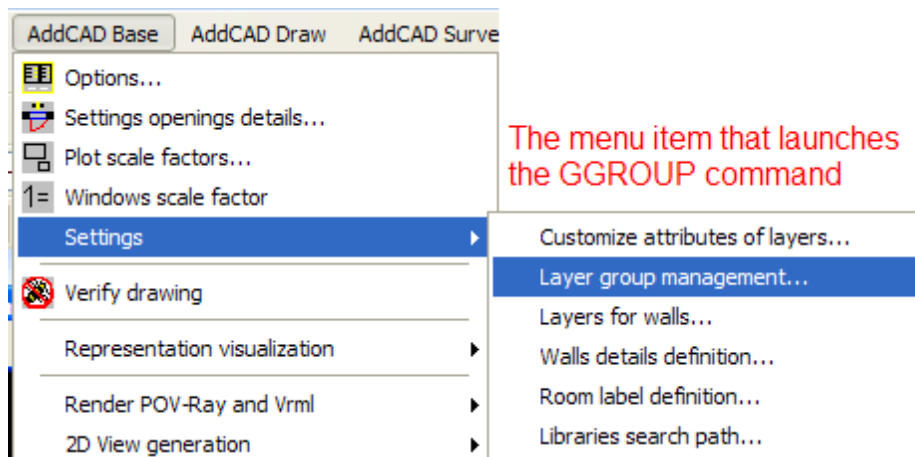 AddCAD Base AddCAD Draw AddCAD Surve
Options...
Settings openings details...
Plot scale factors...
1= Windows scale factor
Settings
Verify drawing
Representation visualization
Render POV-Ray and Vrml
2D View generation
The menu item that launches
the GGROUP command
Customize attributes of layers...
Layer group management...
Layers for walls...
Walls details definition...
Room label definition...
Libraries search path...